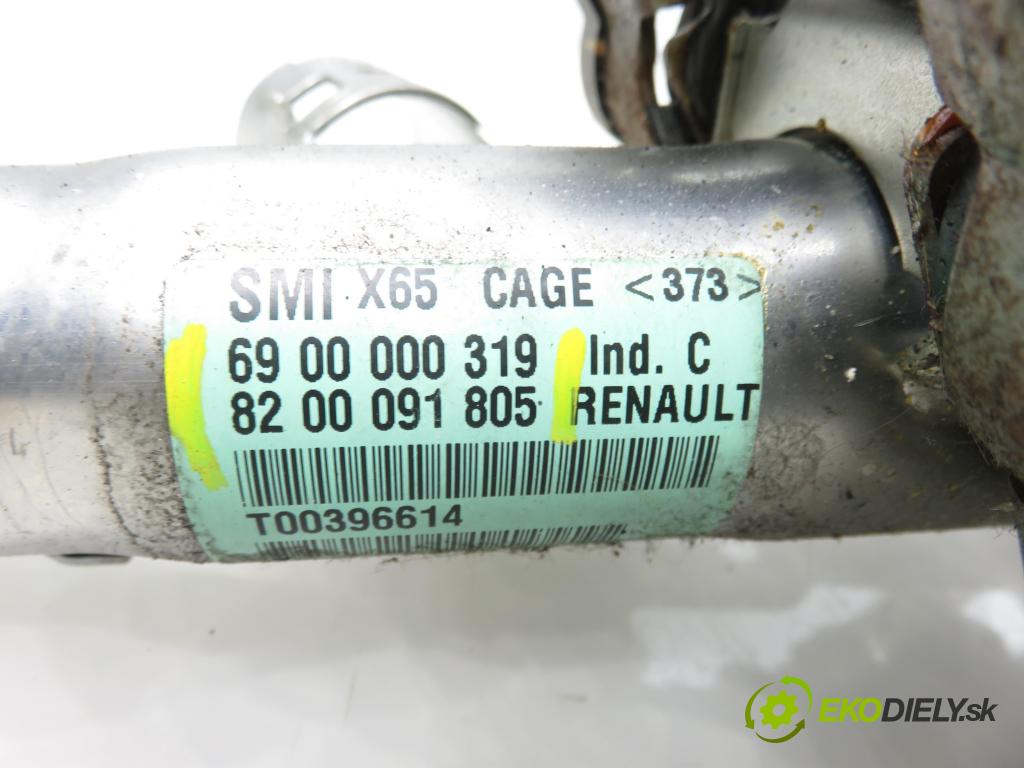 SMI X65 CAGE <373>
69 00 000 319 Ind. C
82 00 091 805 RENAULT
T00396614
EKODIELY.sk